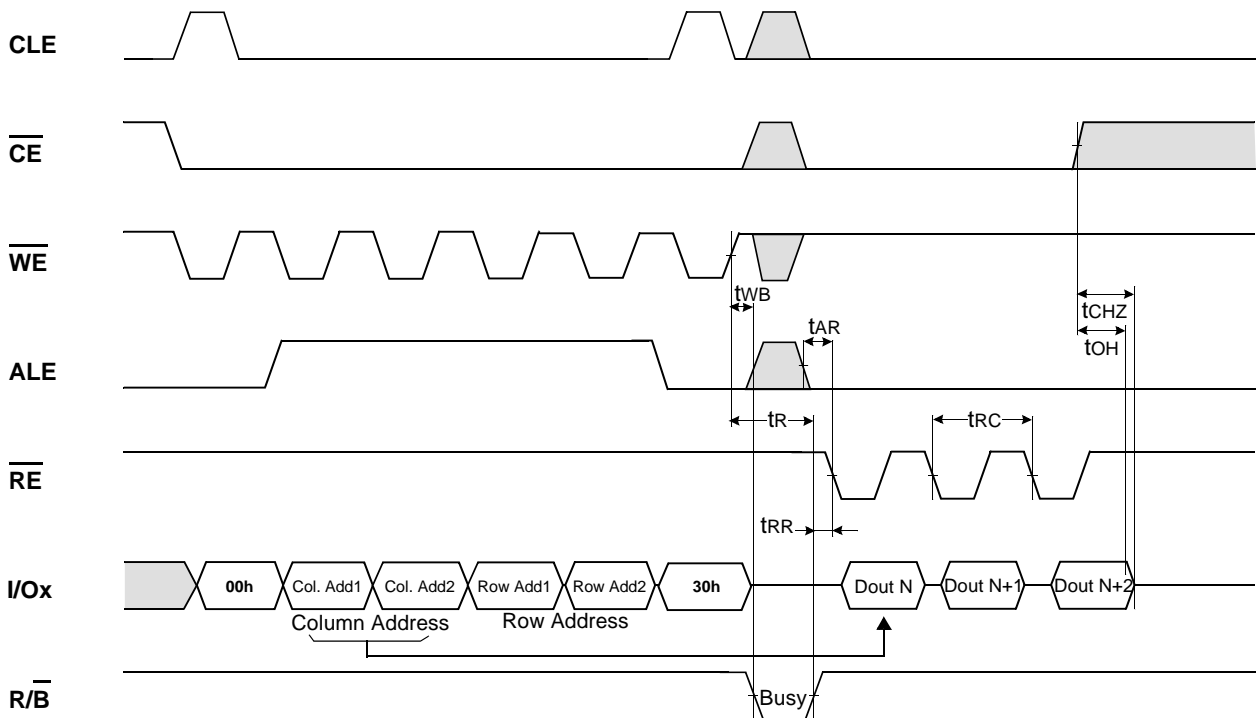 CLE
CE
WE
tWB
tCHZ
tAR
tOH
ALE
tR
tRC
RE
tRR
I/Ox
00h
Col. Add1
Col. Add2
Row Add1
Row Add2
30h
Dout N
Dout N+1
Dout N+2
Column Address
Row Address
R/B
Busy